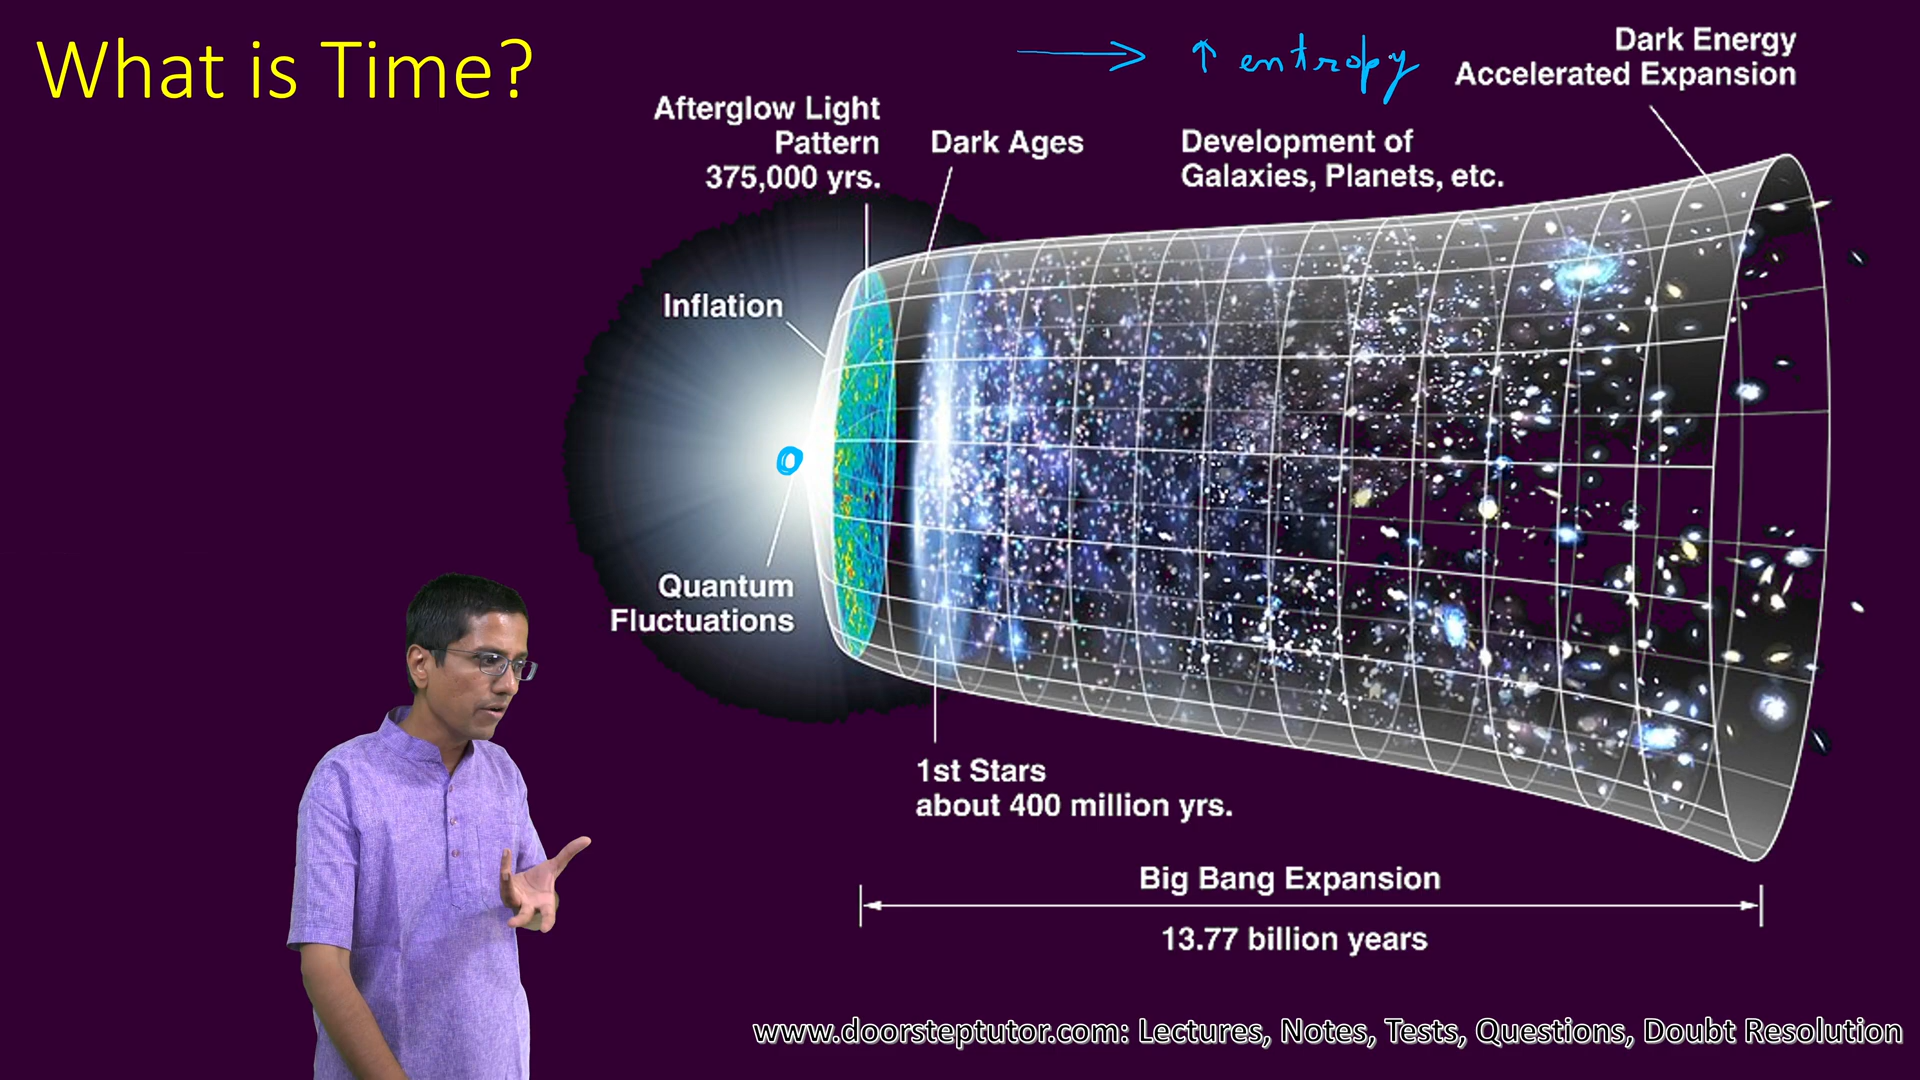 What is Time?
→ ↑ entropy
Dark Energy
Accelerated Expansion
Afterglow Light
Pattern
375,000 yrs.
Dark Ages
Development of
Galaxies, Planets, etc.
Inflation
Quantum
Fluctuations
1st Stars
about 400 million yrs.
Big Bang Expansion
13.77 billion years
www.doorsteptutor.com: Lectures, Notes, Tests, Questions, Doubt Resolution